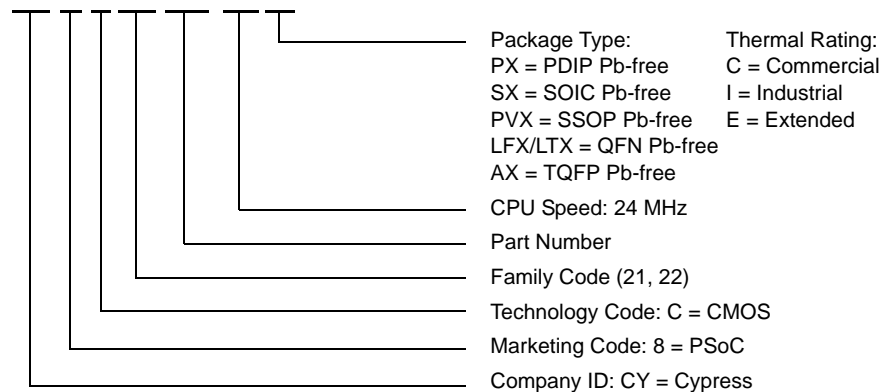 Package Type: Thermal Rating:
PX = PDIP Pb-free C = Commercial
SX = SOIC Pb-free I = Industrial
PVX = SSOP Pb-free E = Extended
LFX/LTX = QFN Pb-free
AX = TQFP Pb-free
CPU Speed: 24 MHz
Part Number
Family Code (21, 22)
Technology Code: C = CMOS
Marketing Code: 8 = PSoC
Company ID: CY = Cypress